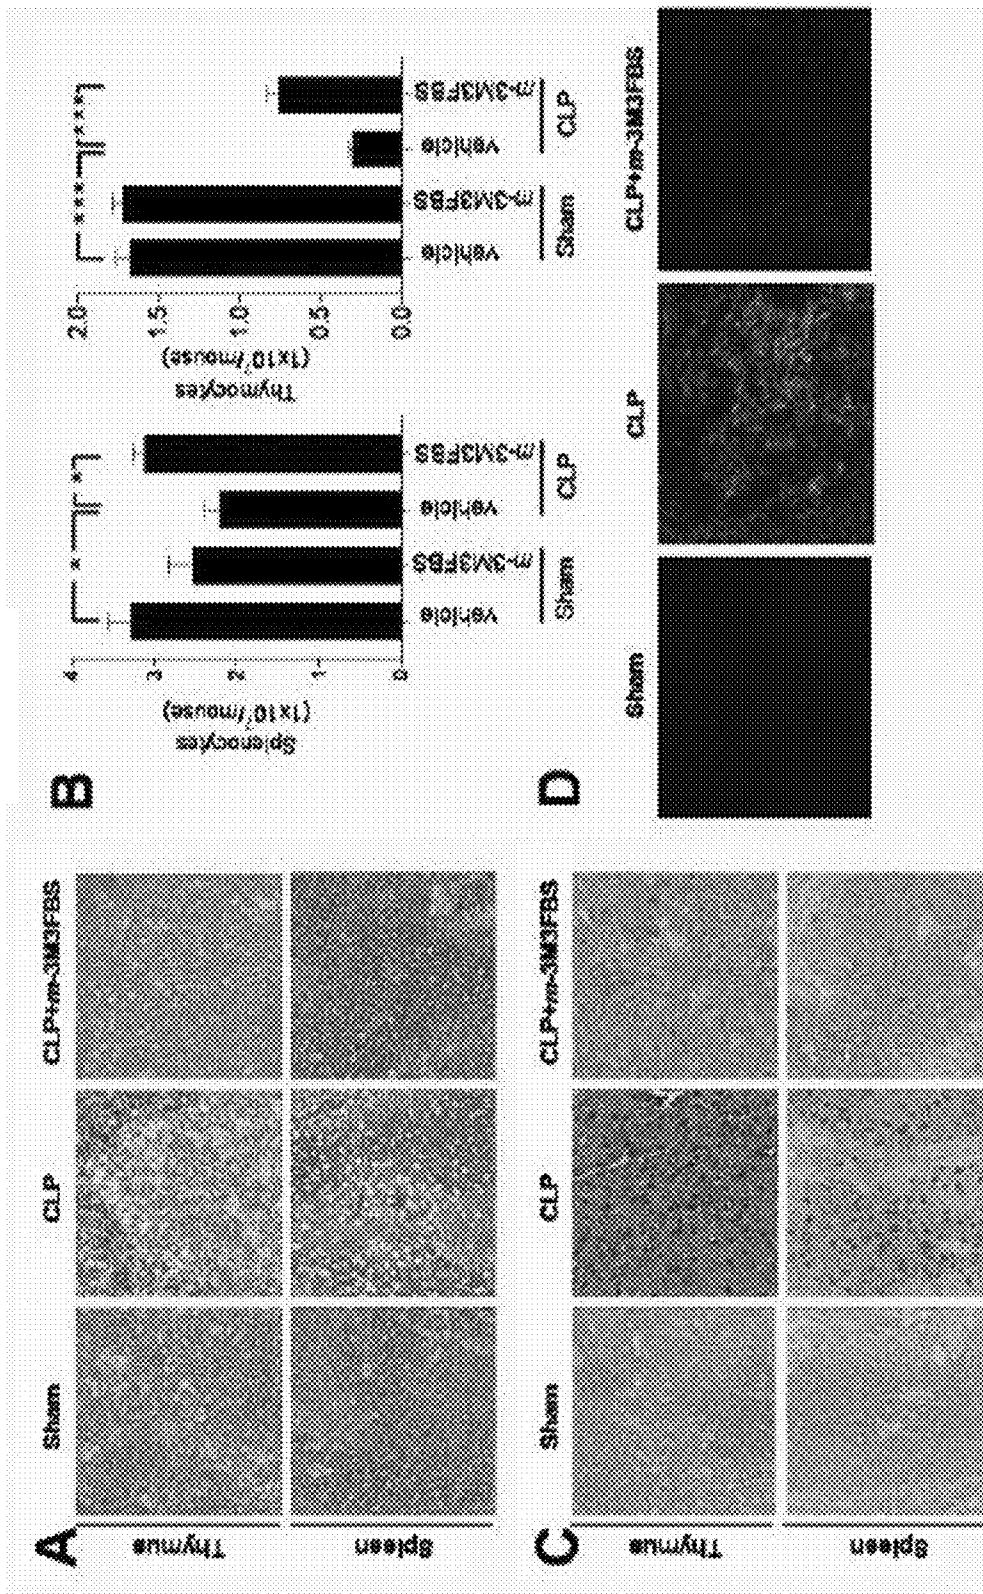 A
Sham CLP CLP+m-3M3FBS
Thymus
Spleen
B
Splenocytes
(1x10⁷/mouse)
4
3
2
1
0
* *
vehicle m-3M3FBS vehicle m-3M3FBS
Sham CLP
Thymocytes
(1x10⁷/mouse)
2.0
1.5
1.0
0.5
0.0
*** ***
vehicle m-3M3FBS vehicle m-3M3FBS
Sham CLP
C
Sham CLP CLP+m-3M3FBS
Thymus
Spleen
D
Sham CLP CLP+m-3M3FBS